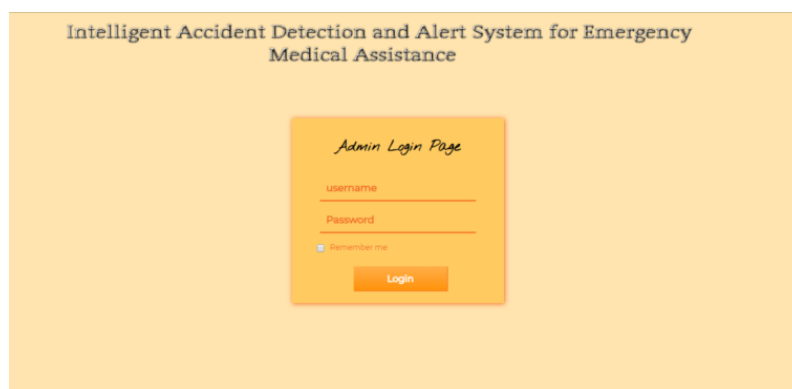 Intelligent Accident Detection and Alert System for Emergency
Medical Assistance
Admin Login Page
username
Password
Remember me
Login